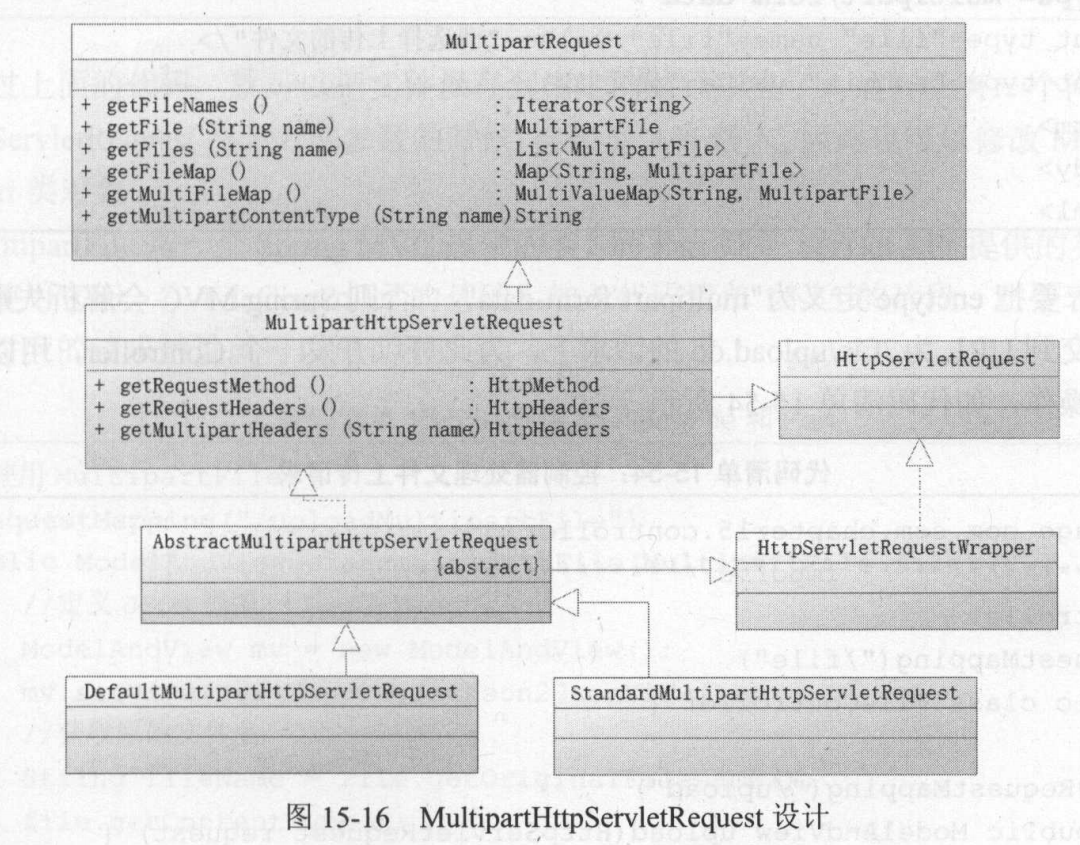 MultipartRequest
+ getFileNames () : Iterator<String>
+ getFile (String name) : MultipartFile
+ getFiles (String name) : List<MultipartFile>
+ getFileMap () : Map<String, MultipartFile>
+ getMultiFileMap () : MultiValueMap<String, MultipartFile>
+ getMultipartContentType (String name) String
MultipartHttpServletRequest
+ getRequestMethod () : HttpMethod
+ getRequestHeaders () : HttpHeaders
+ getMultipartHeaders (String name) HttpHeaders
HttpServletRequest
AbstractMultipartHttpServletRequest
{abstract}
HttpServletRequestWrapper
DefaultMultipartHttpServletRequest
StandardMultipartHttpServletRequest
图 15-16 MultipartHttpServletRequest 设计